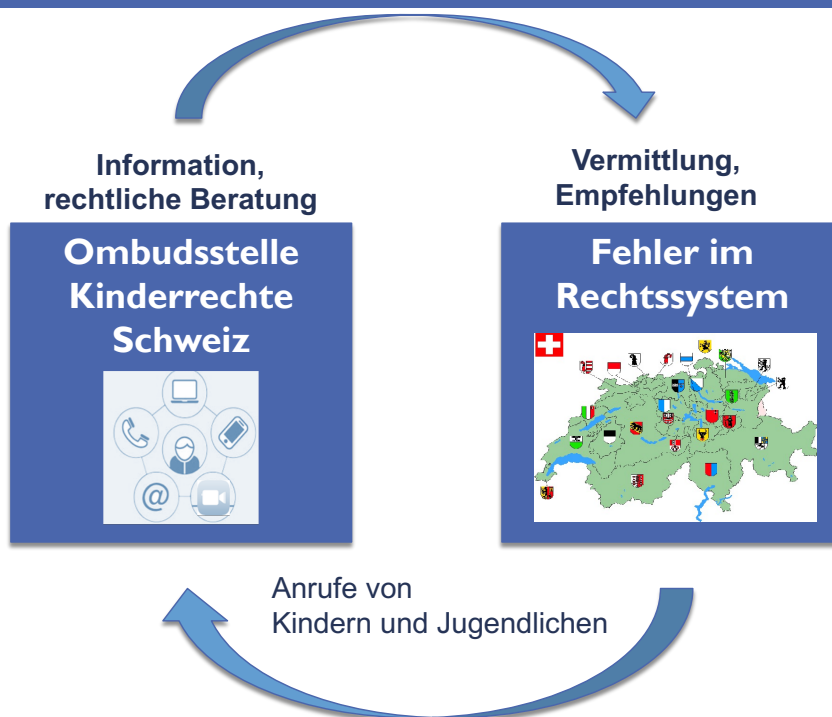 Information,
rechtliche Beratung
Ombudsstelle
Kinderrechte
Schweiz
@
Vermittlung,
Empfehlungen
Fehler im
Rechtssystem
Anrufe von
Kindern und Jugendlichen